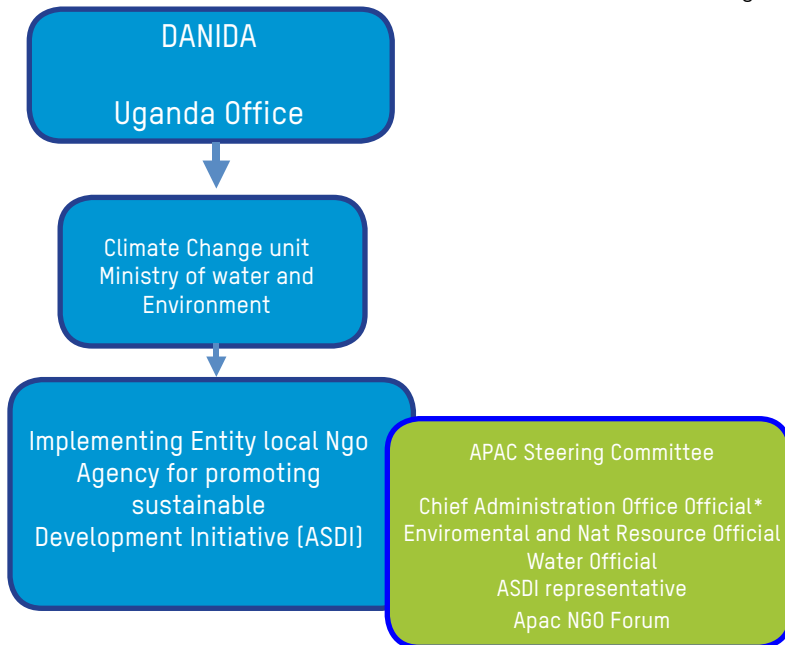 DANIDA
Uganda Office
Climate Change unit
Ministry of water and
Environment
Implementing Entity local Ngo
Agency for promoting
sustainable
Development Initiative (ASDI)
APAC Steering Committee
Chief Administration Office Official*
Enviromental and Nat Resource Official
Water Official
ASDI representative
Apac NGO Forum